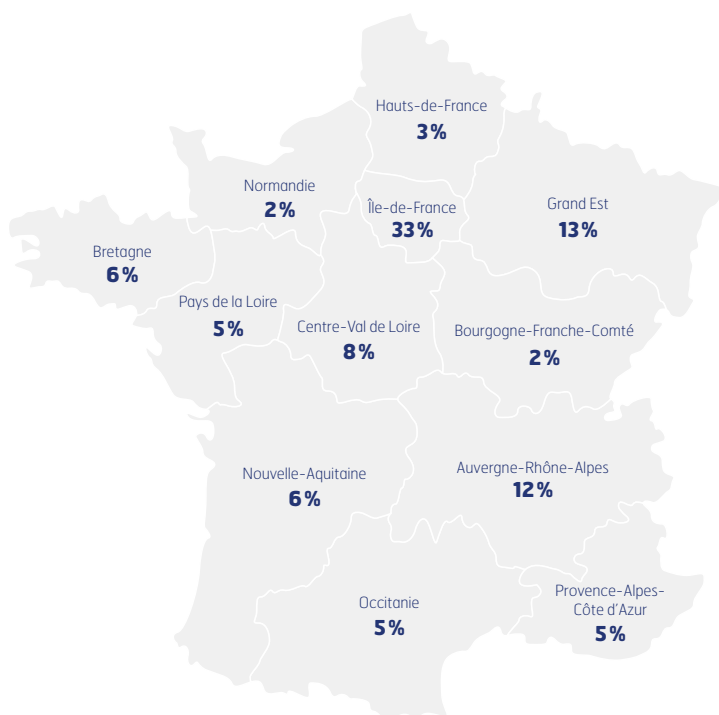 Hauts-de-France
3%
Normandie
2%
Île-de-France
33%
Grand Est
13%
Bretagne
6%
Pays de la Loire
5%
Centre-Val de Loire
8%
Bourgogne-Franche-Comté
2%
Nouvelle-Aquitaine
6%
Auvergne-Rhône-Alpes
12%
Occitanie
5%
Provence-Alpes-
Côte d'Azur
5%